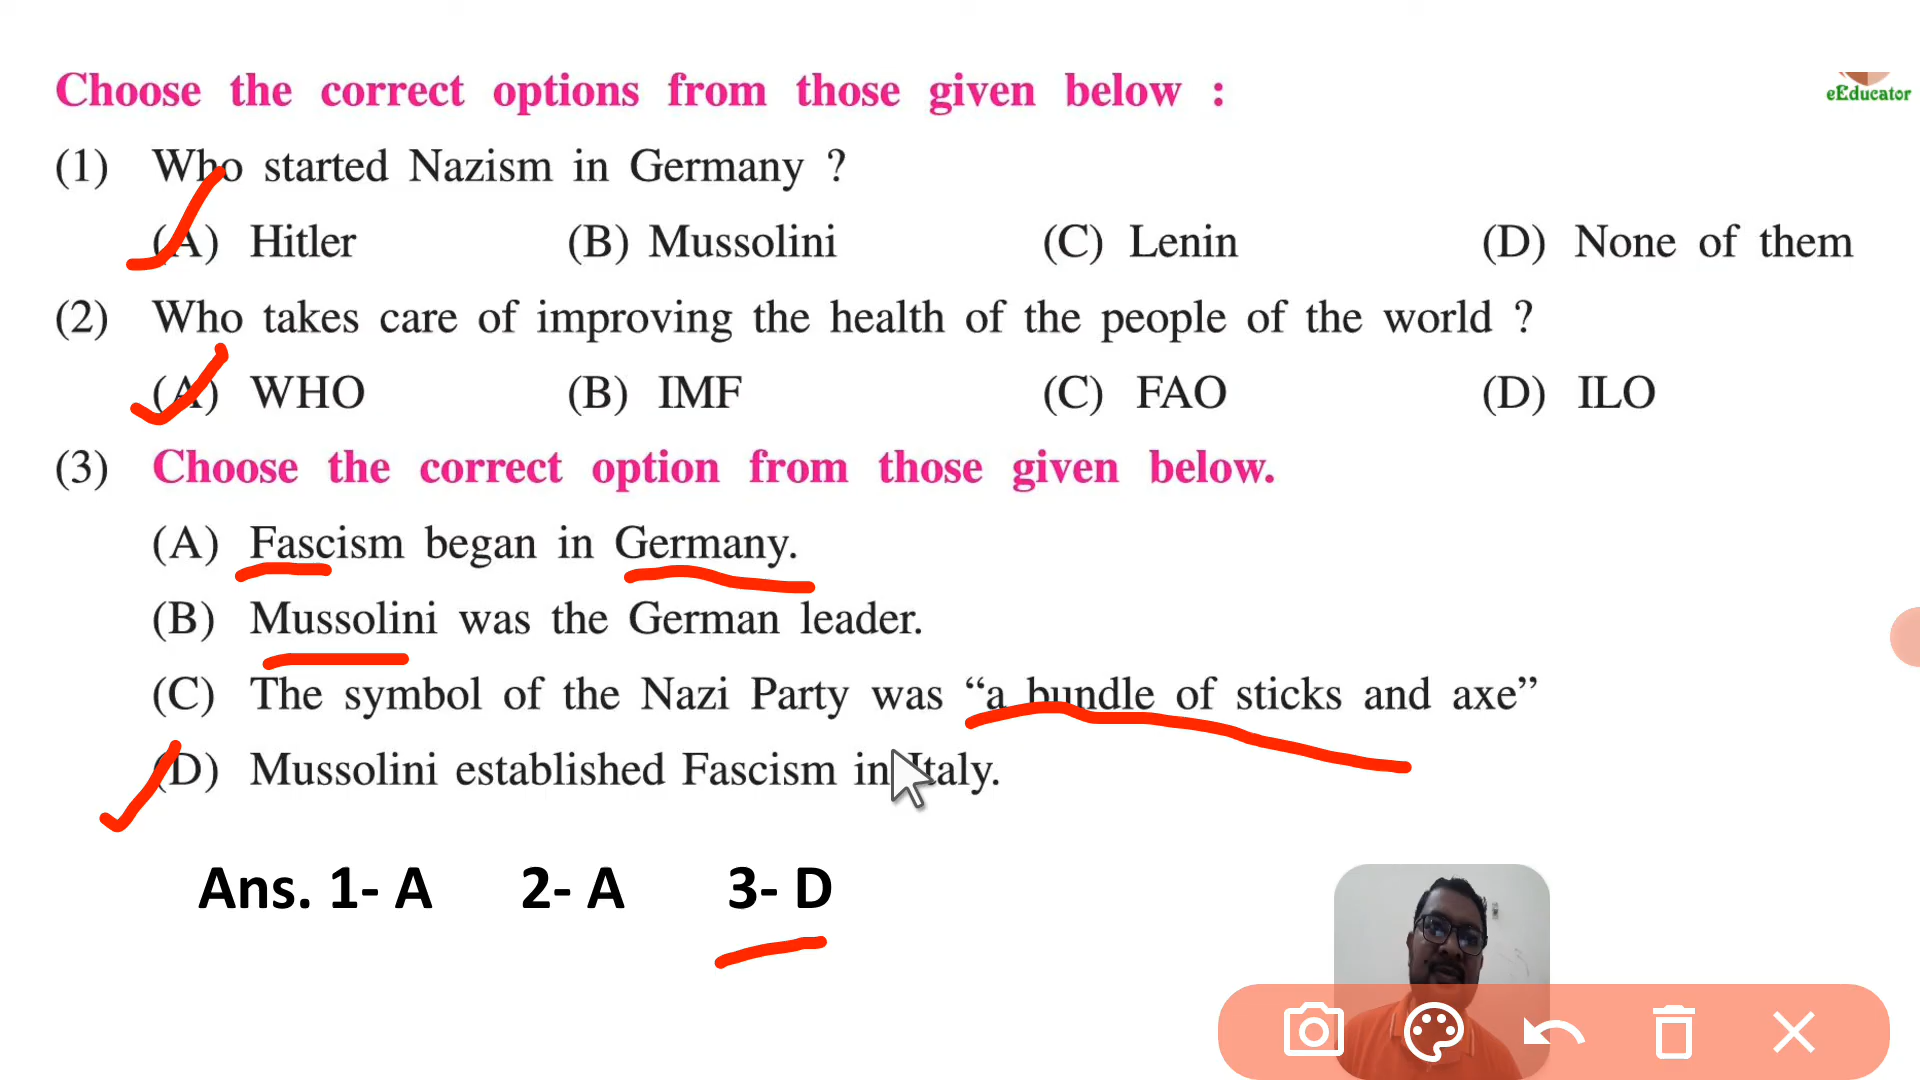 Choose the correct options from those given below :
eEducator
(1) Who started Nazism in Germany ?
(A) Hitler (B) Mussolini (C) Lenin (D) None of them
(2) Who takes care of improving the health of the people of the world ?
(A) WHO (B) IMF (C) FAO (D) ILO
(3) Choose the correct option from those given below.
(A) Fascism began in Germany.
(B) Mussolini was the German leader.
(C) The symbol of the Nazi Party was “a bundle of sticks and axe”
(D) Mussolini established Fascism in Italy.
Ans. 1- A 2- A 3- D